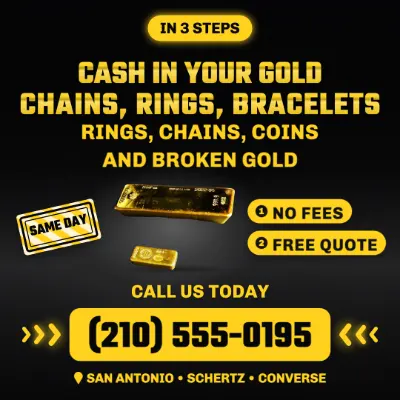 IN 3 STEPS
CASH IN YOUR GOLD
CHAINS, RINGS, BRACELETS
RINGS, CHAINS, COINS
AND BROKEN GOLD
SAME DAY
1 NO FEES
2 FREE QUOTE
CALL US TODAY
(210) 555-0195
SAN ANTONIO • SCHERTZ • CONVERSE